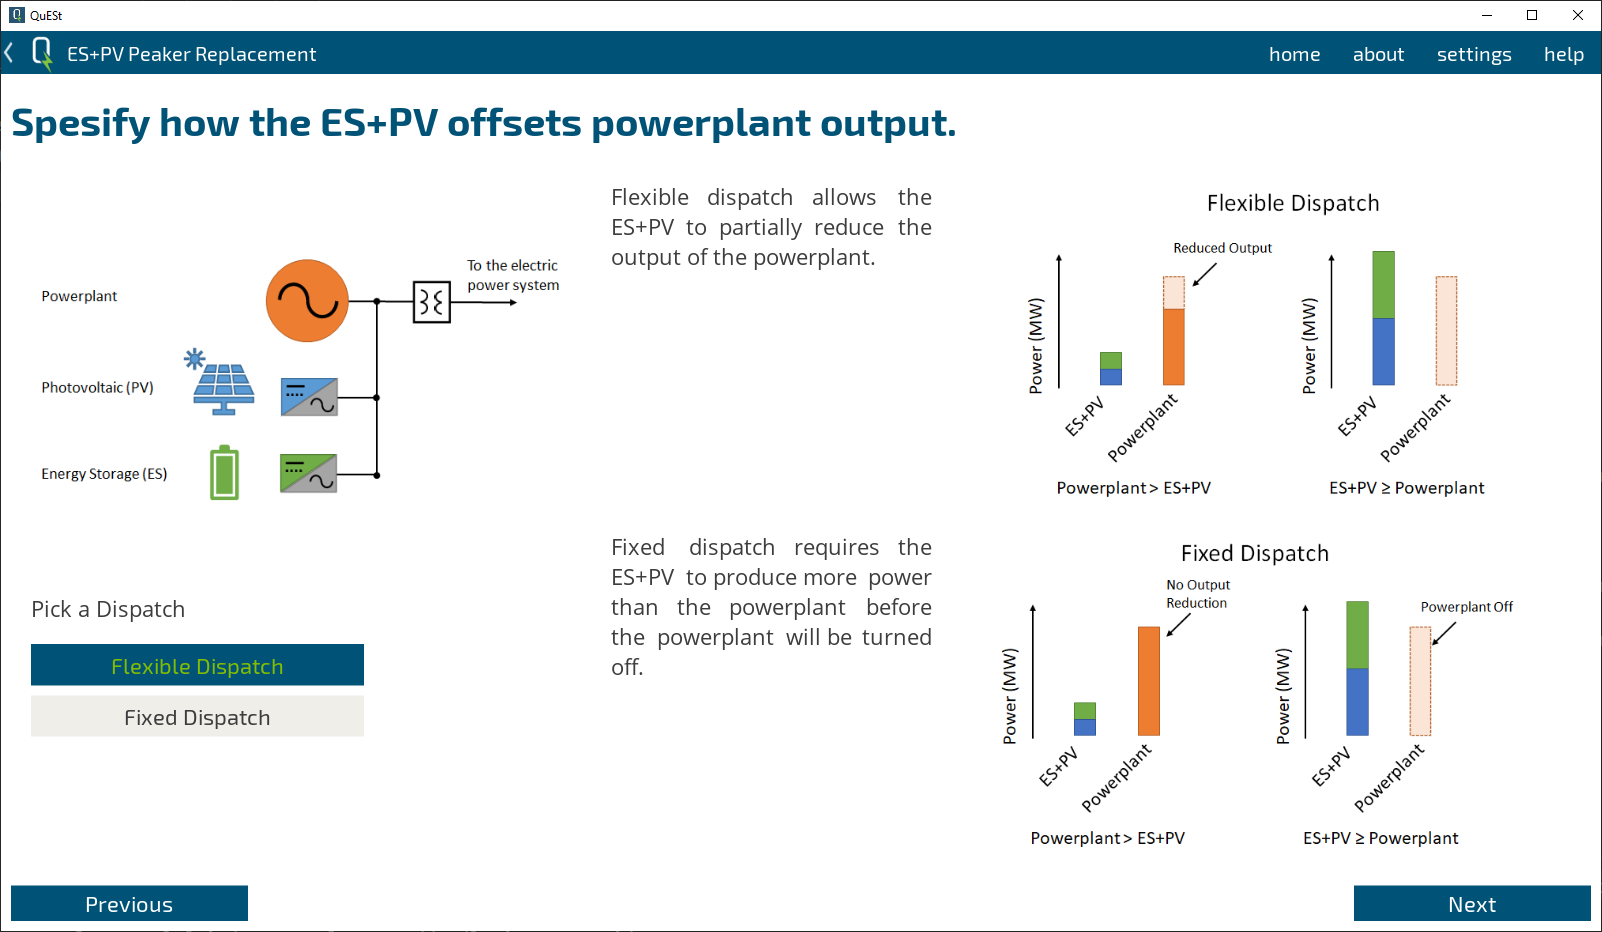 QuESt
ES+PV Peaker Replacement
home about settings help
Spesify how the ES+PV offsets powerplant output.
Powerplant
To the electric
power system
Photovoltaic (PV)
Energy Storage (ES)
Flexible dispatch allows the
ES+PV to partially reduce the
output of the powerplant.
Flexible Dispatch
Reduced Output
Power (MW)
ES+PV
Powerplant
Powerplant > ES+PV
Power (MW)
ES+PV
Powerplant
ES+PV ≥ Powerplant
Fixed dispatch requires the
ES+PV to produce more power
than the powerplant before
the powerplant will be turned
off.
Fixed Dispatch
No Output
Reduction
Power (MW)
ES+PV
Powerplant
Powerplant > ES+PV
Powerplant Off
Power (MW)
ES+PV
Powerplant
ES+PV ≥ Powerplant
Pick a Dispatch
Flexible Dispatch
Fixed Dispatch
Previous
Next